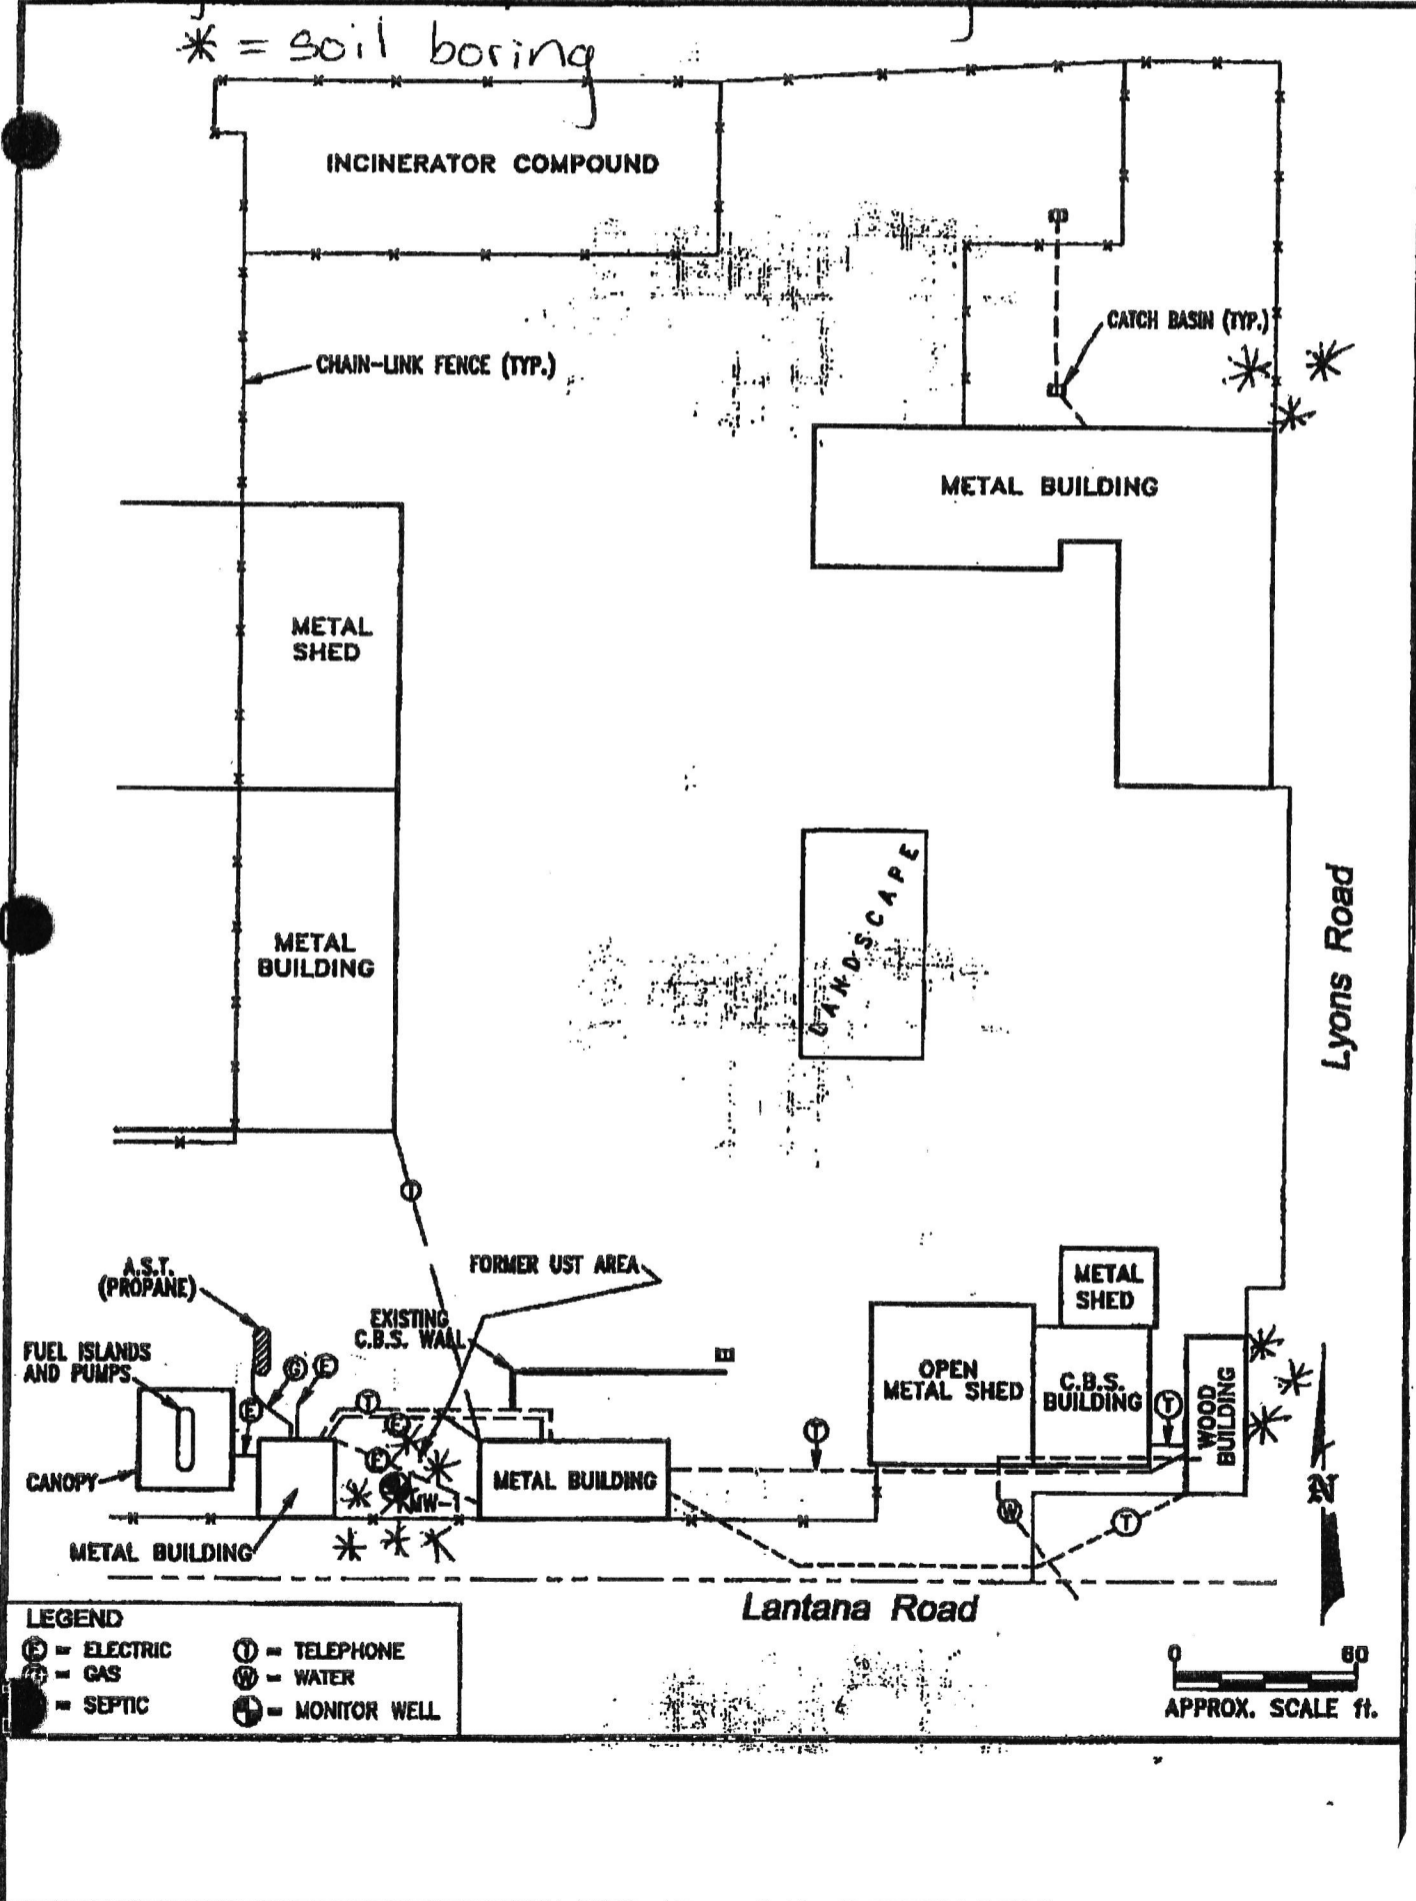 * = soil boring
INCINERATOR COMPOUND
CATCH BASIN (TYP.)
CHAIN-LINK FENCE (TYP.)
METAL BUILDING
METAL
SHED
LANDSCAPE
METAL
BUILDING
Lyons Road
T
A.S.T.
(PROPANE)
FORMER UST AREA
METAL
SHED
EXISTING
C.B.S. WALL
FUEL ISLANDS
AND PUMPS
G E
OPEN
METAL SHED
C.B.S.
BUILDING
WOOD
BUILDING
E
T
E
T
T
E
CANOPY
METAL BUILDING
MW-1
N
W
T
METAL BUILDING
Lantana Road
LEGEND
E = ELECTRIC
T = TELEPHONE
G = GAS
W = WATER
= SEPTIC
= MONITOR WELL
0 60
APPROX. SCALE ft.